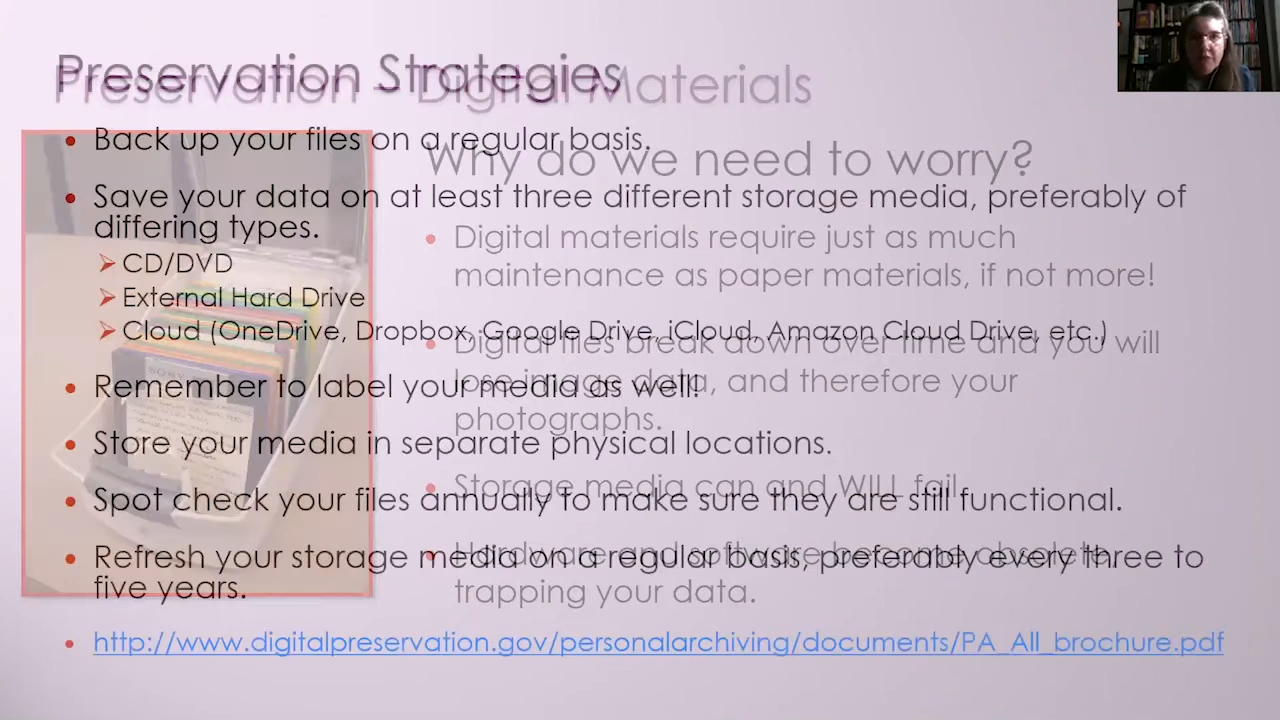 Preservation Strategies
Back up your files on a regular basis.
Save your data on at least three different storage media, preferably of
differing types.
CD/DVD
External Hard Drive
Cloud (OneDrive, Dropbox, Google Drive, iCloud, Amazon Cloud Drive, etc.)
Remember to label your media as well!
Store your media in separate physical locations.
Spot check your files annually to make sure they are still functional.
Refresh your storage media on a regular basis, preferably every three to
five years.
http://www.digitalpreservation.gov/personalarchiving/documents/PA_All_brochure.pdf
Preservation - Digital Materials
Why do we need to worry?
Digital materials require just as much
maintenance as paper materials, if not more!
Digital files break down over time and you will
lose image data, and therefore your
photographs.
Storage media can and WILL fail.
Hardware and software become obsolete,
trapping your data.
SONY